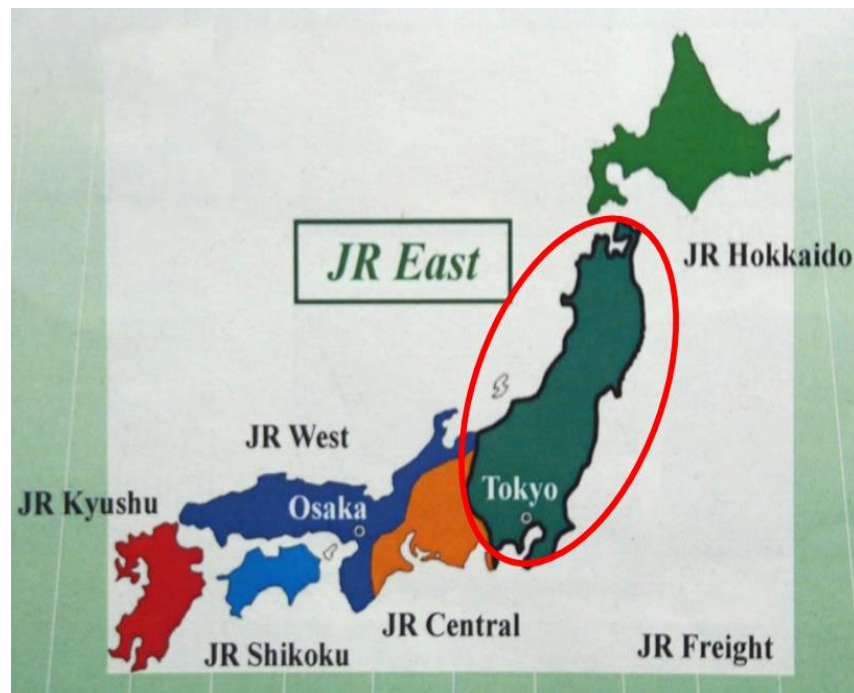 JR East
JR Hokkaido
JR West
JR Kyushu
Osaka
Tokyo
JR Central
JR Shikoku
JR Freight